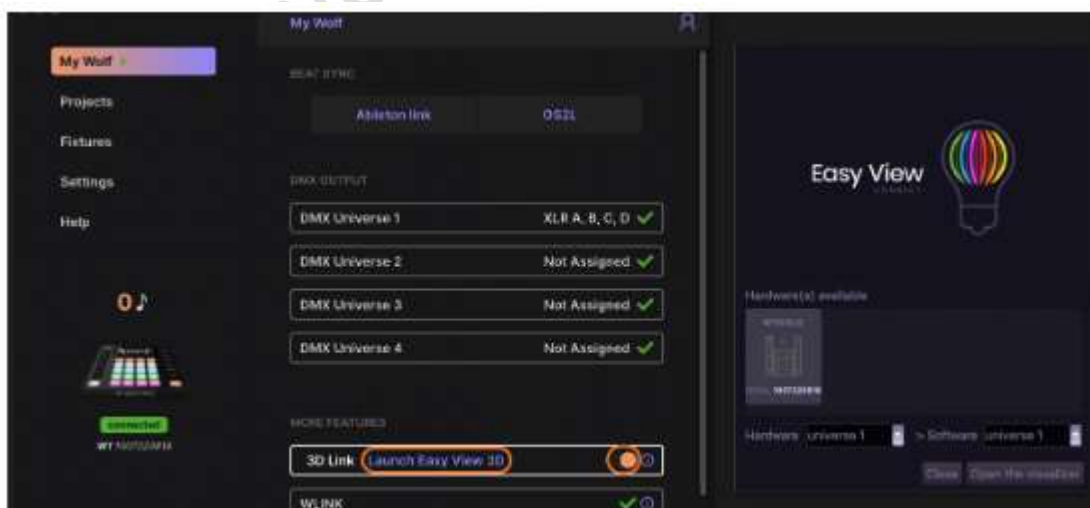 My Wolf
Projects
Fixtures
Settings
Help
0
connected
My Wolf
BEAT SYNC
Ableton link
OS2L
DMX OUTPUT
DMX Universe 1 XLR A, B, C, D
DMX Universe 2 Not Assigned
DMX Universe 3 Not Assigned
DMX Universe 4 Not Assigned
MORE FEATURES
3D Link Launch Easy View 3D
WLINK
Easy View
CONNECT
Hardware(s) available
Hardware universe 1 > Software universe 1
Close Open the visualizer